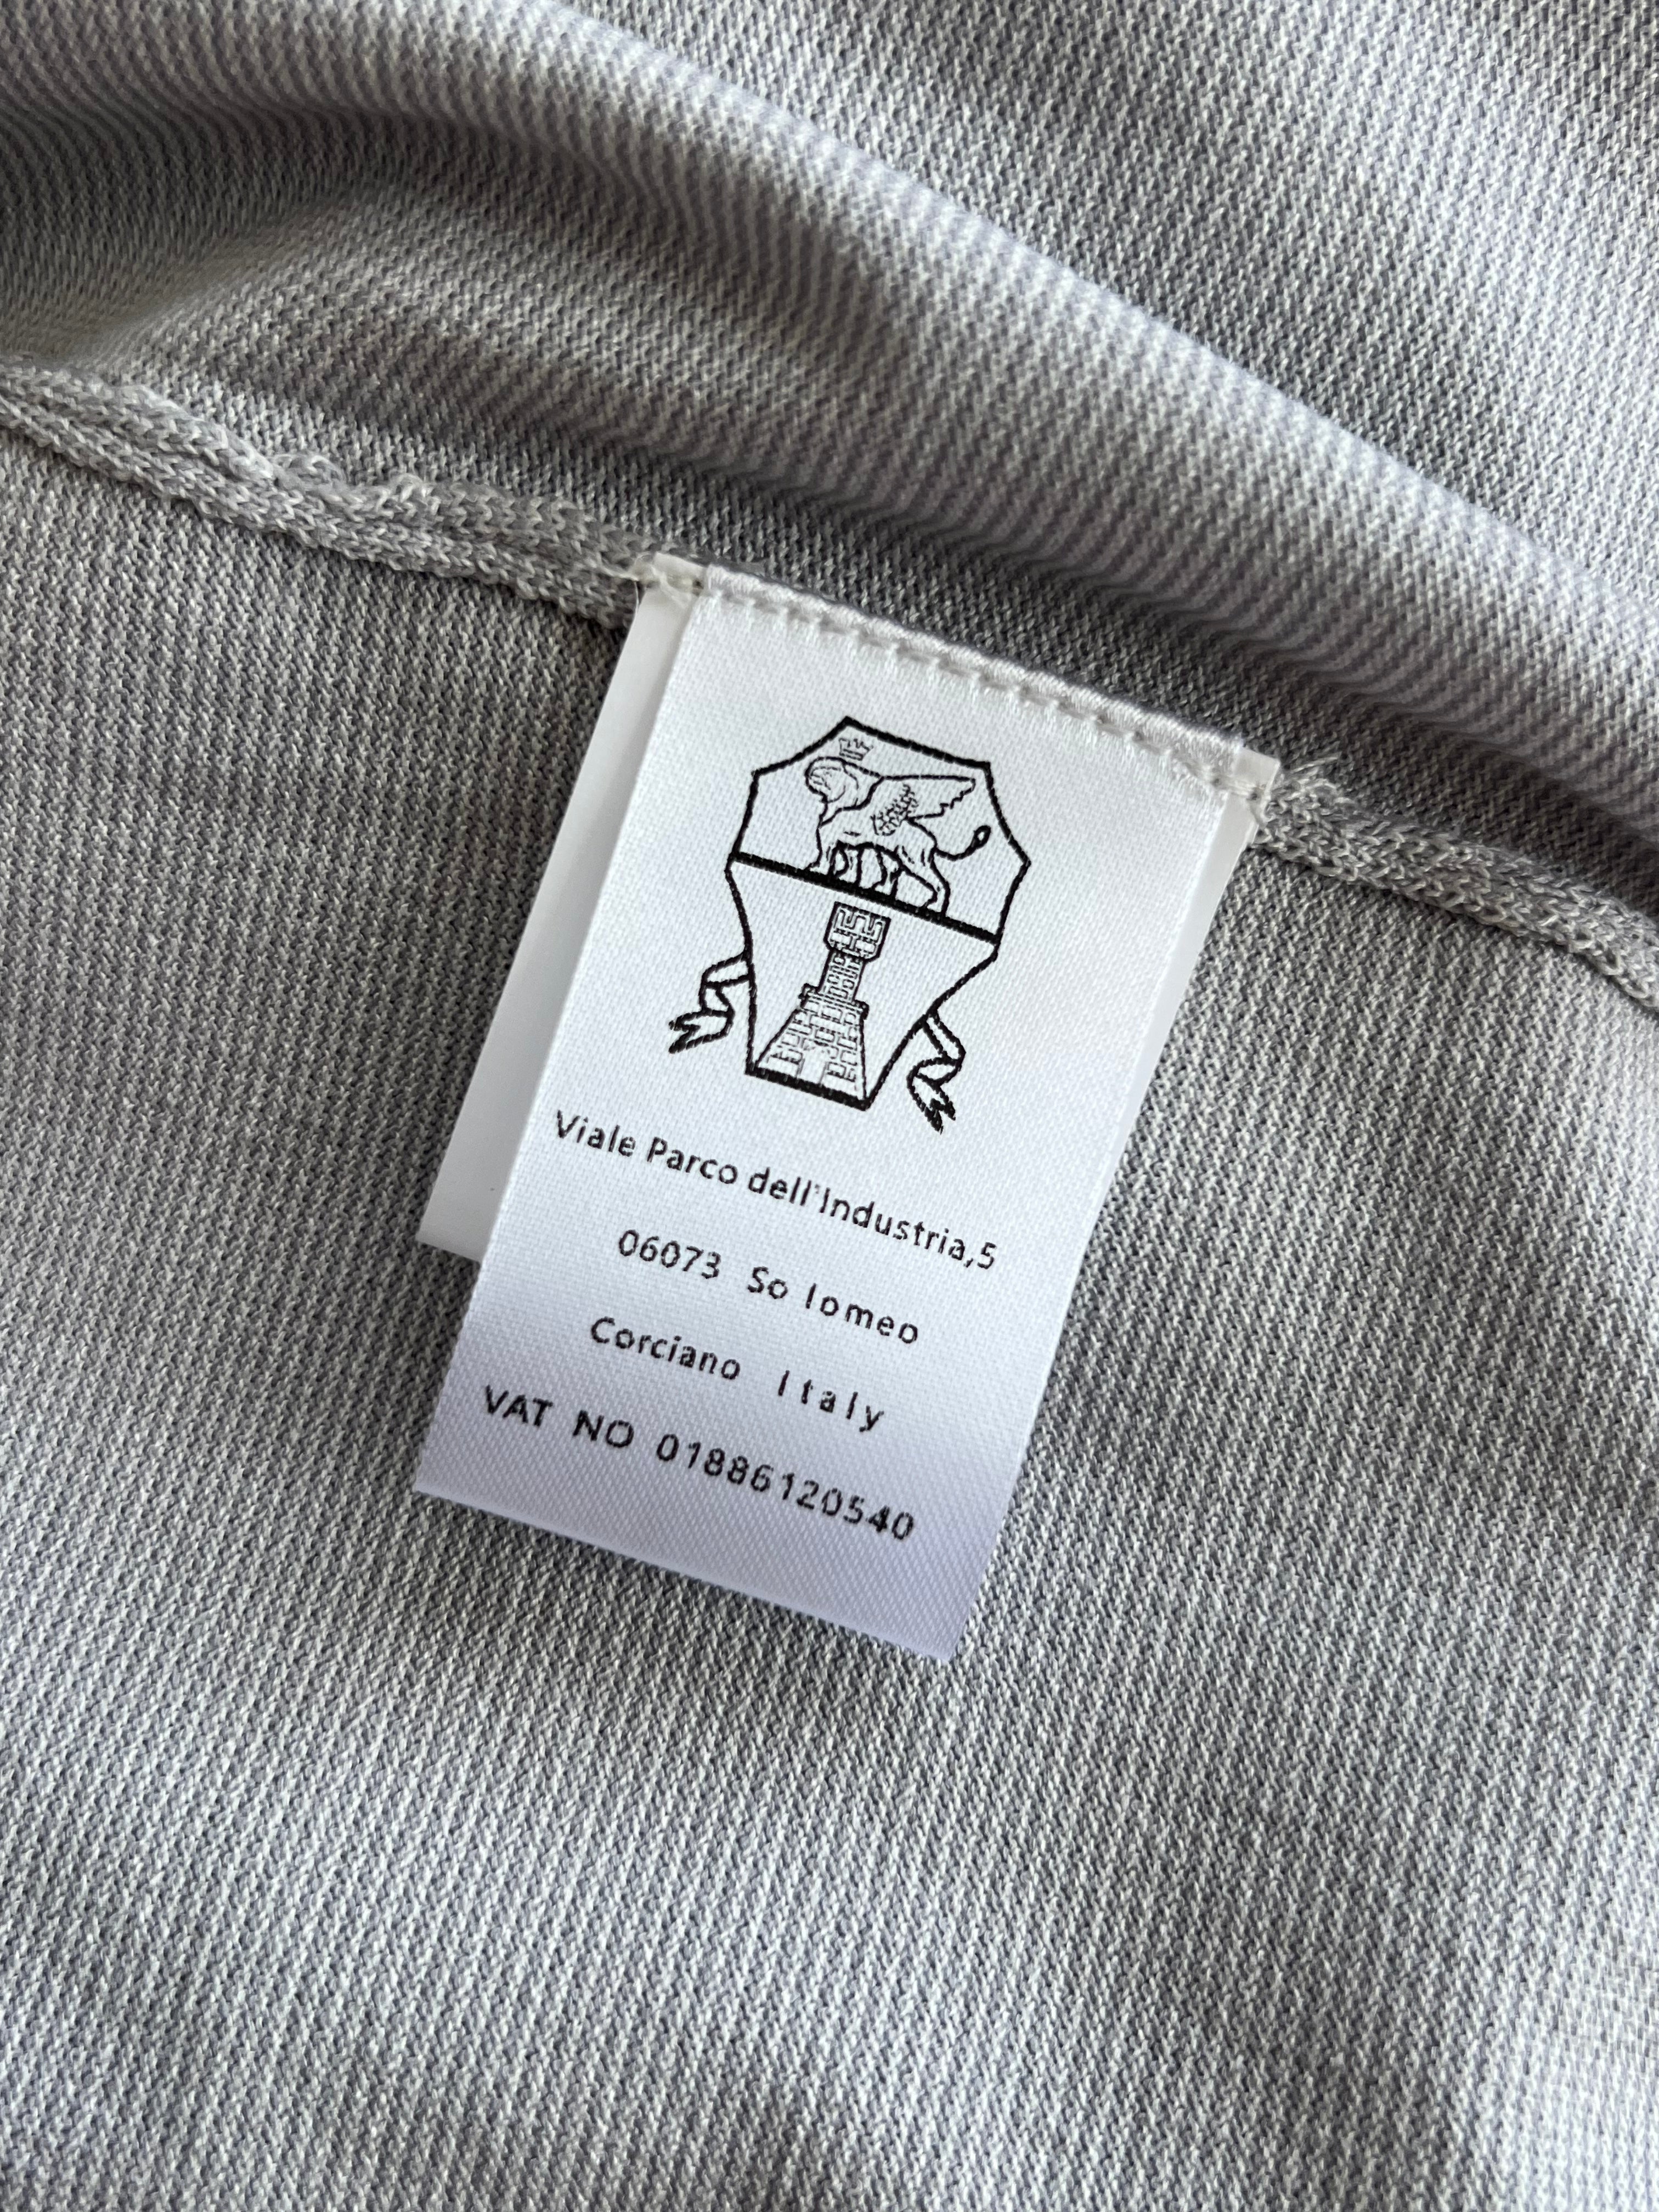 Viale Parco dell'Industria,5
06073 So lomeo
Corciano Italy
VAT NO 01886120540